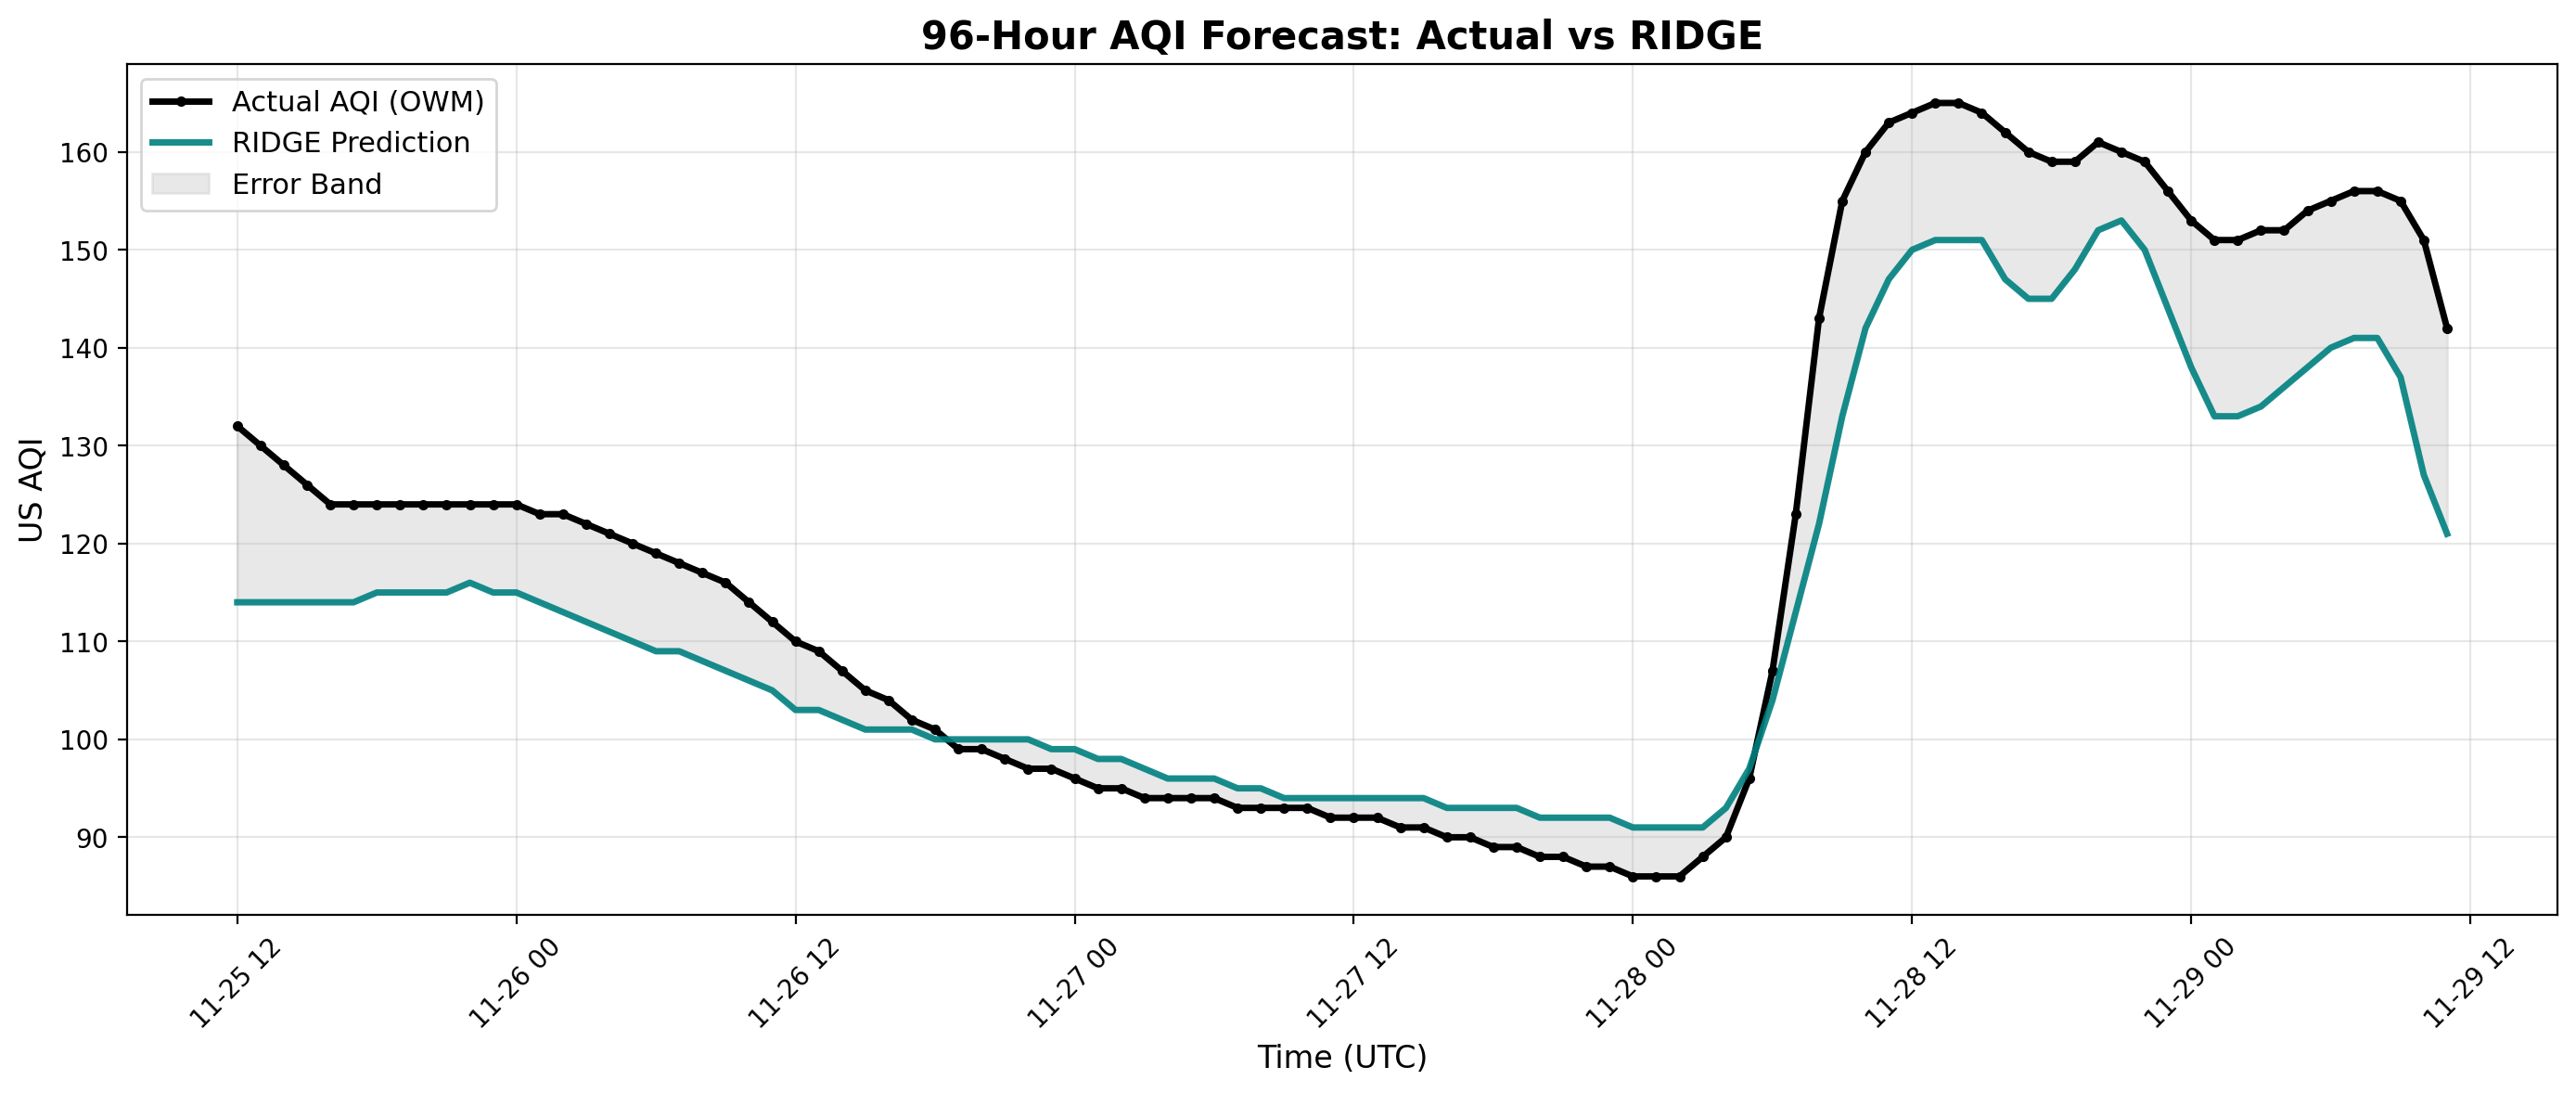 96-Hour AQI Forecast: Actual vs RIDGE
Actual AQI (OWM)
RIDGE Prediction
Error Band
US AQI
160
150
140
130
120
110
100
90
11-25 12
11-26 00
11-26 12
11-27 00
11-27 12
11-28 00
11-28 12
11-29 00
11-29 12
Time (UTC)